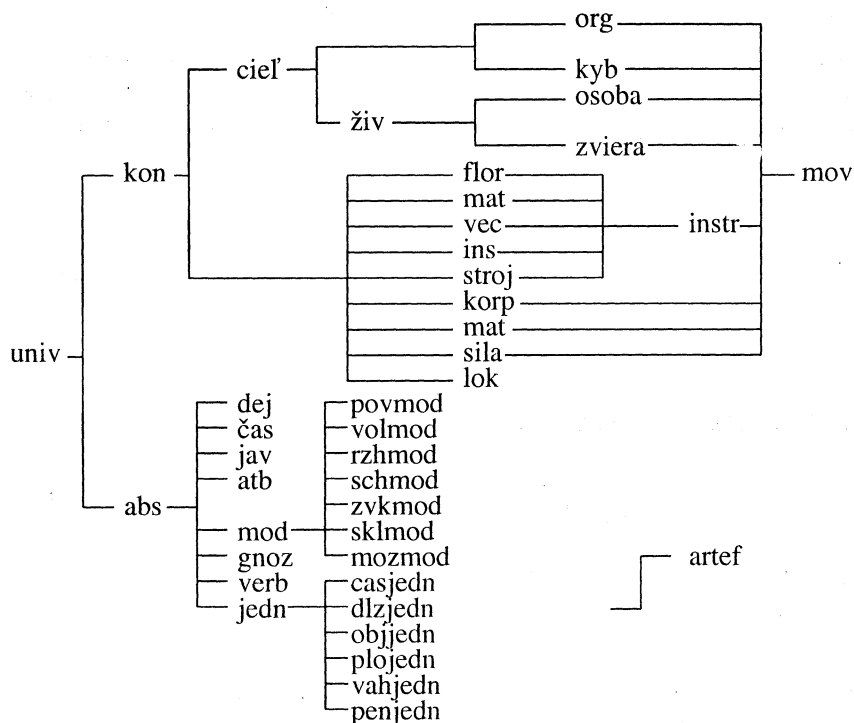 org
cieľ kyb
osoba
živ
zviera
kon flor mov
mat
vec instr
ins
stroj
korp
mat
univ sila
lok
dej povmod
čas volmod
jav rzhmod
atb schmod
abs zvkmod
mod sklmod
gnoz mozmod artef
verb casjedn
jedn dlzjedn
objjedn
plojedn
vahjedn
penjedn